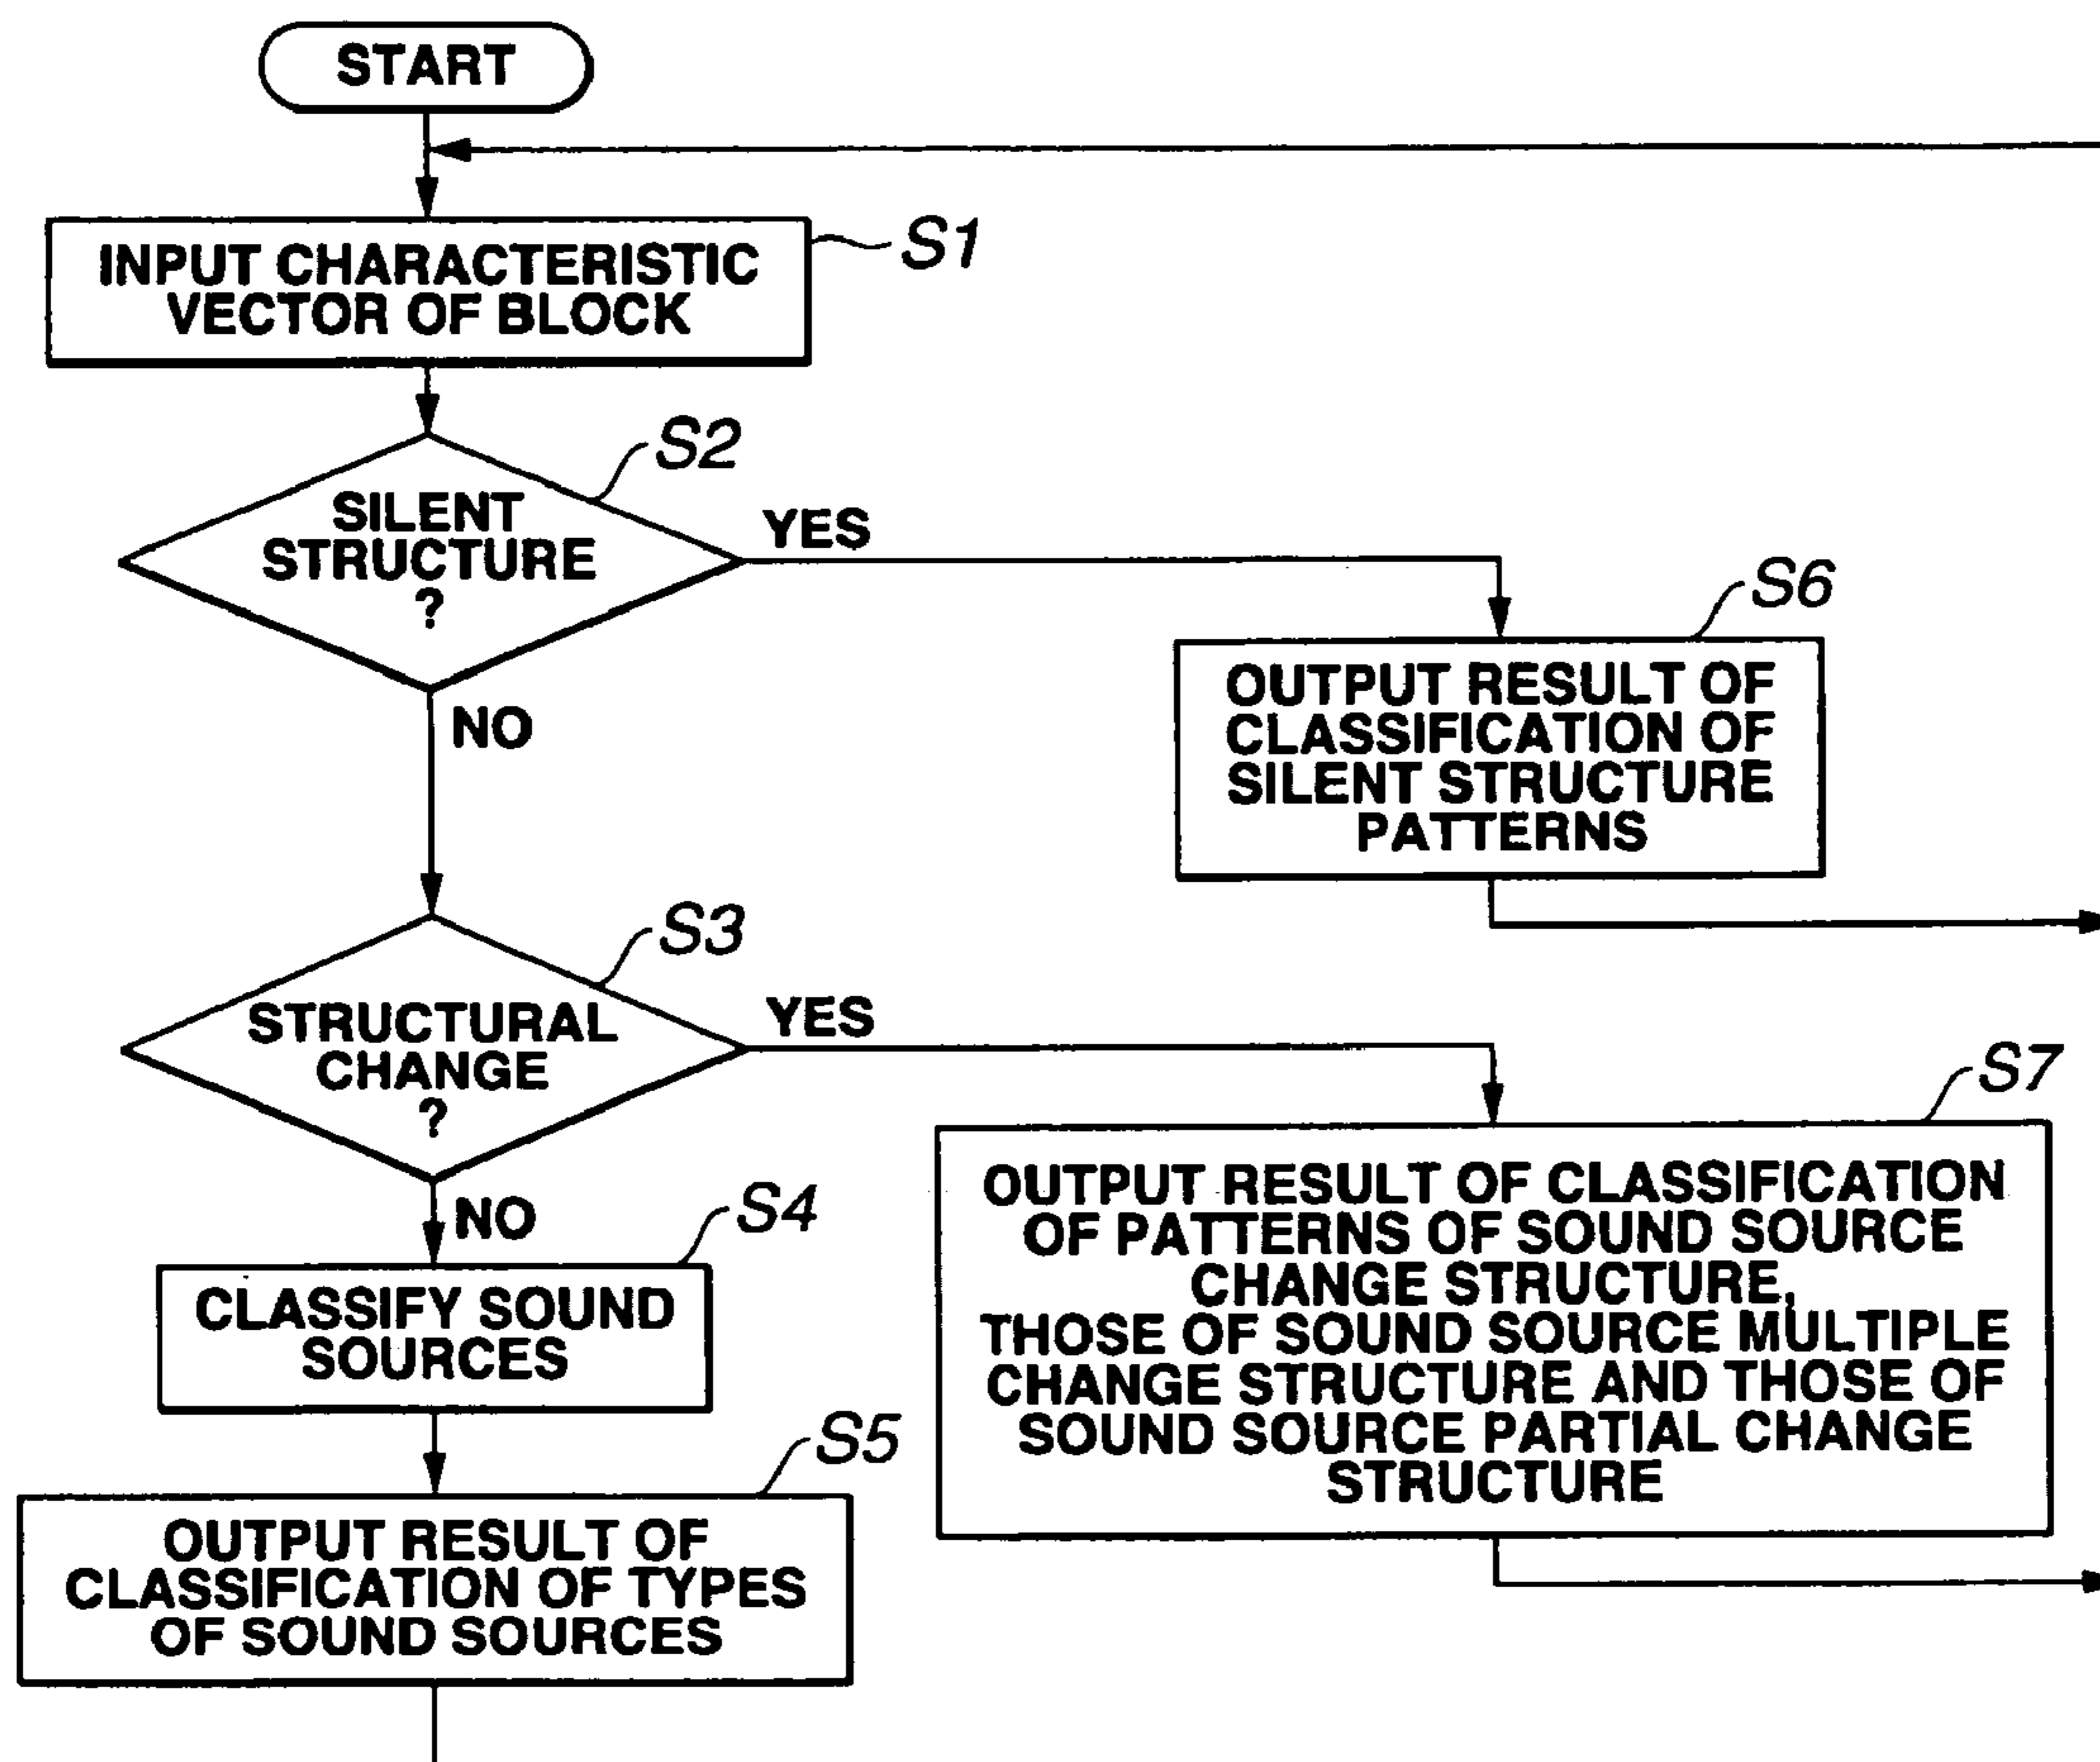 START
INPUT CHARACTERISTIC
VECTOR OF BLOCK
S1
S2
SILENT
STRUCTURE
?
YES
NO
S6
OUTPUT RESULT OF
CLASSIFICATION OF
SILENT STRUCTURE
PATTERNS
S3
STRUCTURAL
CHANGE
?
YES
NO
S7
OUTPUT RESULT OF CLASSIFICATION
OF PATTERNS OF SOUND SOURCE
CHANGE STRUCTURE,
THOSE OF SOUND SOURCE MULTIPLE
CHANGE STRUCTURE AND THOSE OF
SOUND SOURCE PARTIAL CHANGE
STRUCTURE
S4
CLASSIFY SOUND
SOURCES
S5
OUTPUT RESULT OF
CLASSIFICATION OF TYPES
OF SOUND SOURCES